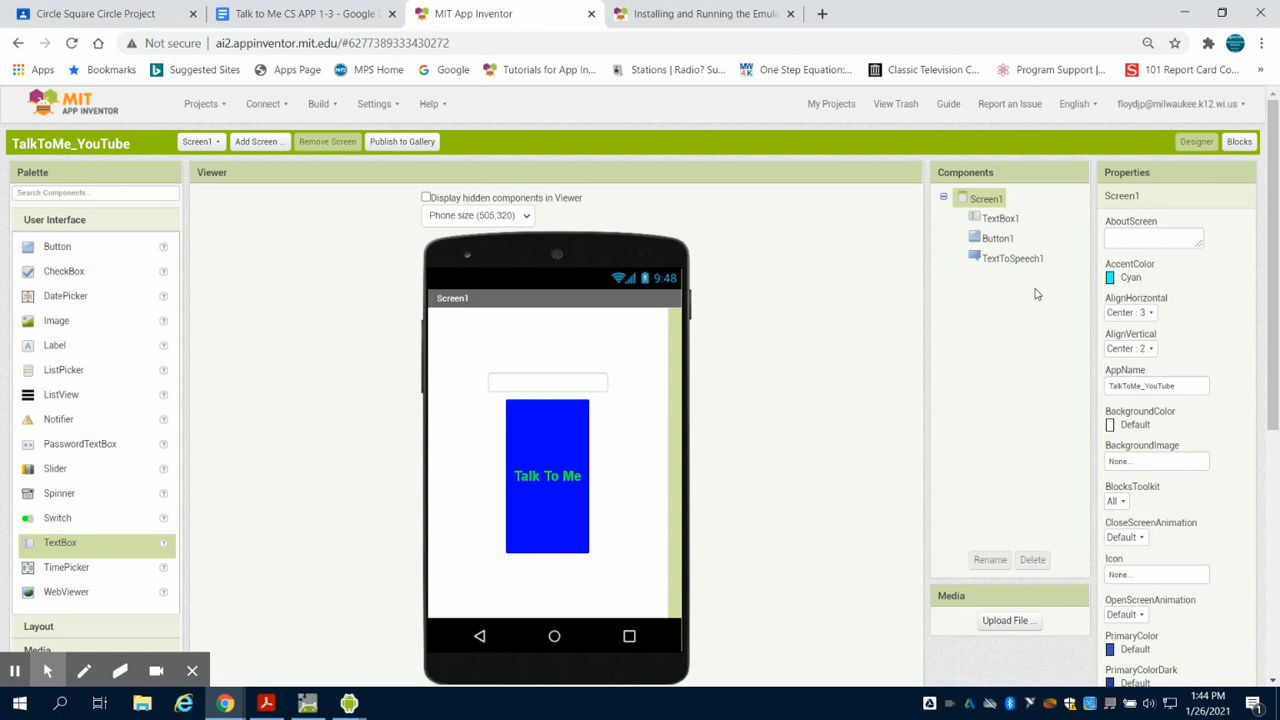 Circle Square Circle Project
Talk to Me CS APP 1-3 - Google D
MIT App Inventor
Installing and Running the Emula
Not secure
ai2.appinventor.mit.edu/#6277389333430272
Apps
Bookmarks
Suggested Sites
Apps Page
MPS Home
Google
Tutorials for App In...
Stations | Radio? Su...
One Step Equation:...
Classic Television C...
Program Support |...
101 Report Card Co...
»
MIT
APP INVENTOR
Projects
Connect
Build
Settings
Help
My Projects
View Trash
Guide
Report an Issue
English
floydjp@milwaukee.k12.wi.us
TalkToMe_YouTube
Screen1
Add Screen ...
Remove Screen
Publish to Gallery
Designer
Blocks
Palette
Search Components...
User Interface
Button
CheckBox
DatePicker
Image
Label
ListPicker
ListView
Notifier
PasswordTextBox
Slider
Spinner
Switch
TextBox
TimePicker
WebViewer
Layout
Media
Viewer
Display hidden components in Viewer
Phone size (505,320)
9:48
Screen1
Talk To Me
Components
Screen1
TextBox1
Button1
TextToSpeech1
Rename
Delete
Media
Upload File ...
Properties
Screen1
AboutScreen
AccentColor
Cyan
AlignHorizontal
Center : 3
AlignVertical
Center : 2
AppName
TalkToMe_YouTube
BackgroundColor
Default
BackgroundImage
None...
BlocksToolkit
All
CloseScreenAnimation
Default
Icon
None...
OpenScreenAnimation
Default
PrimaryColor
Default
PrimaryColorDark
Default
1:44 PM
1/26/2021